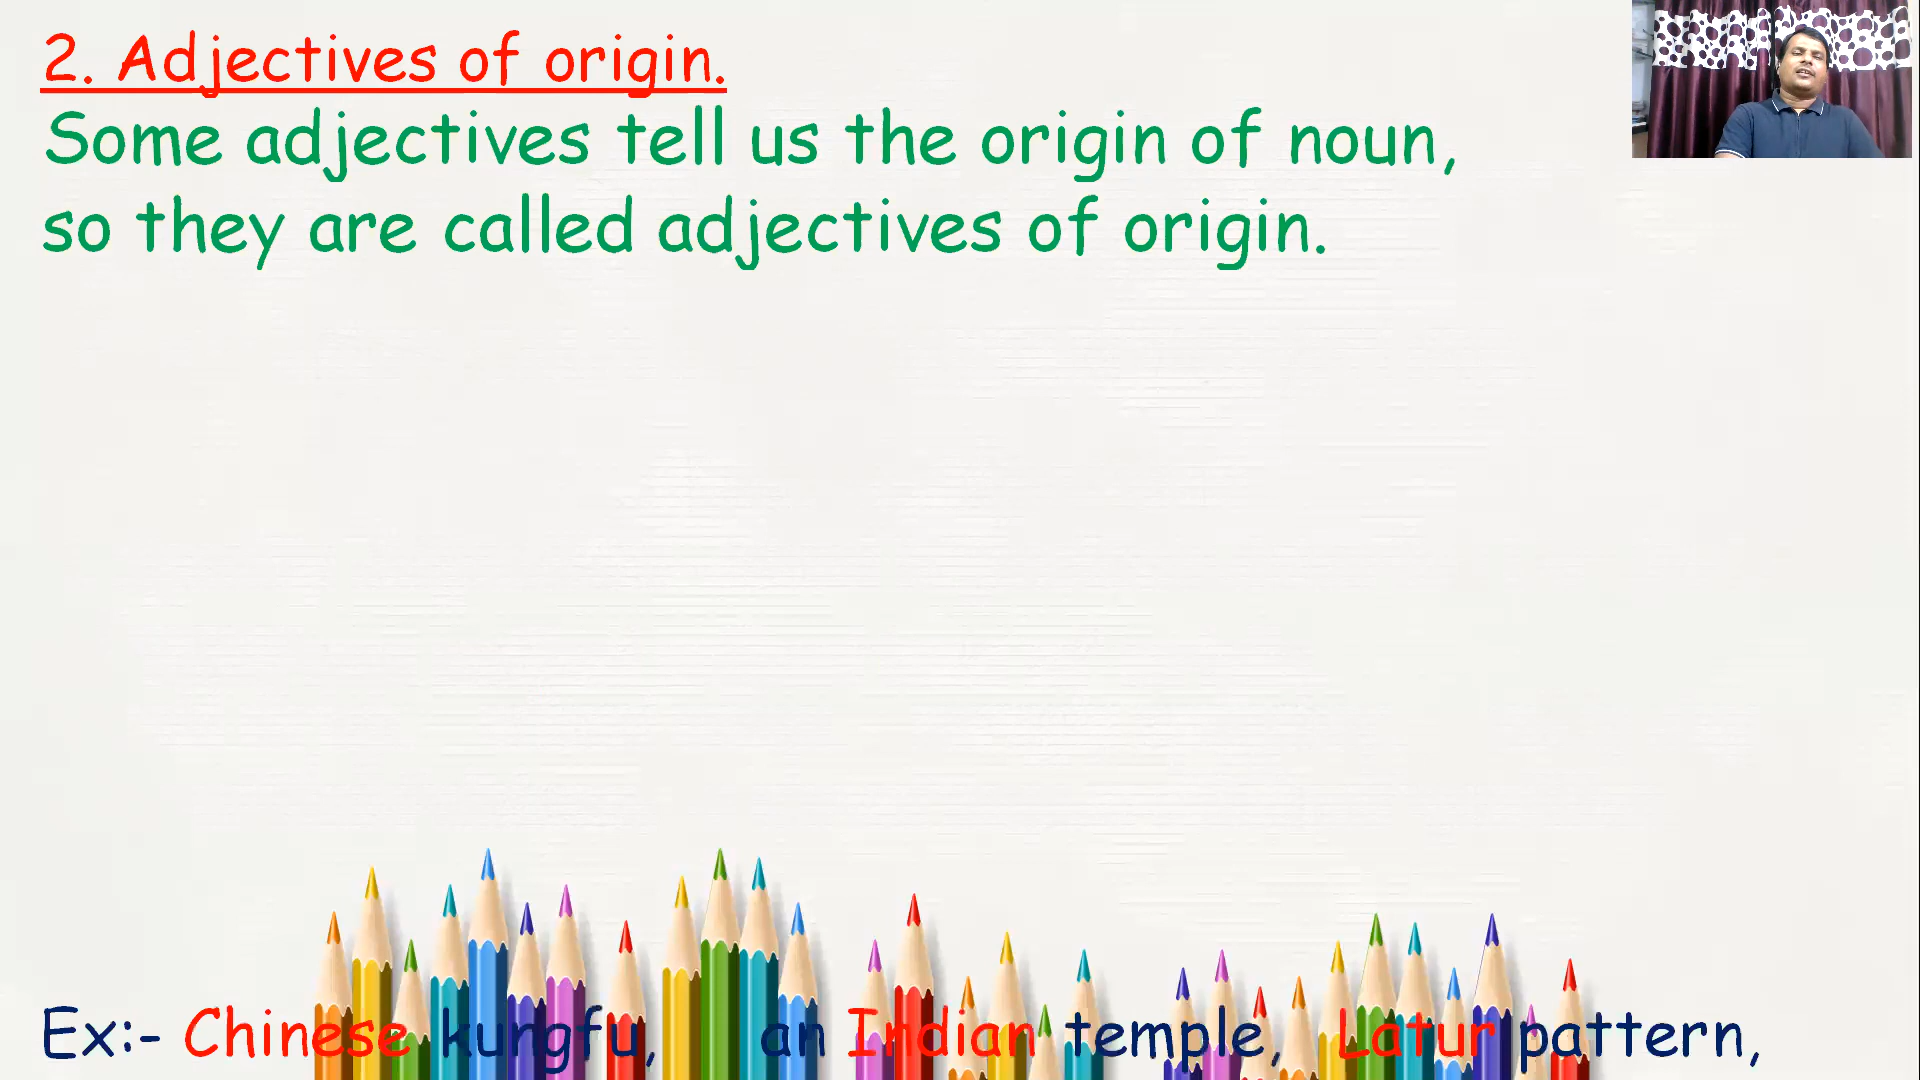 2. Adjectives of origin.
Some adjectives tell us the origin of noun,
so they are called adjectives of origin.
Ex:- Chinese kungfu, an Indian temple, Latur pattern,